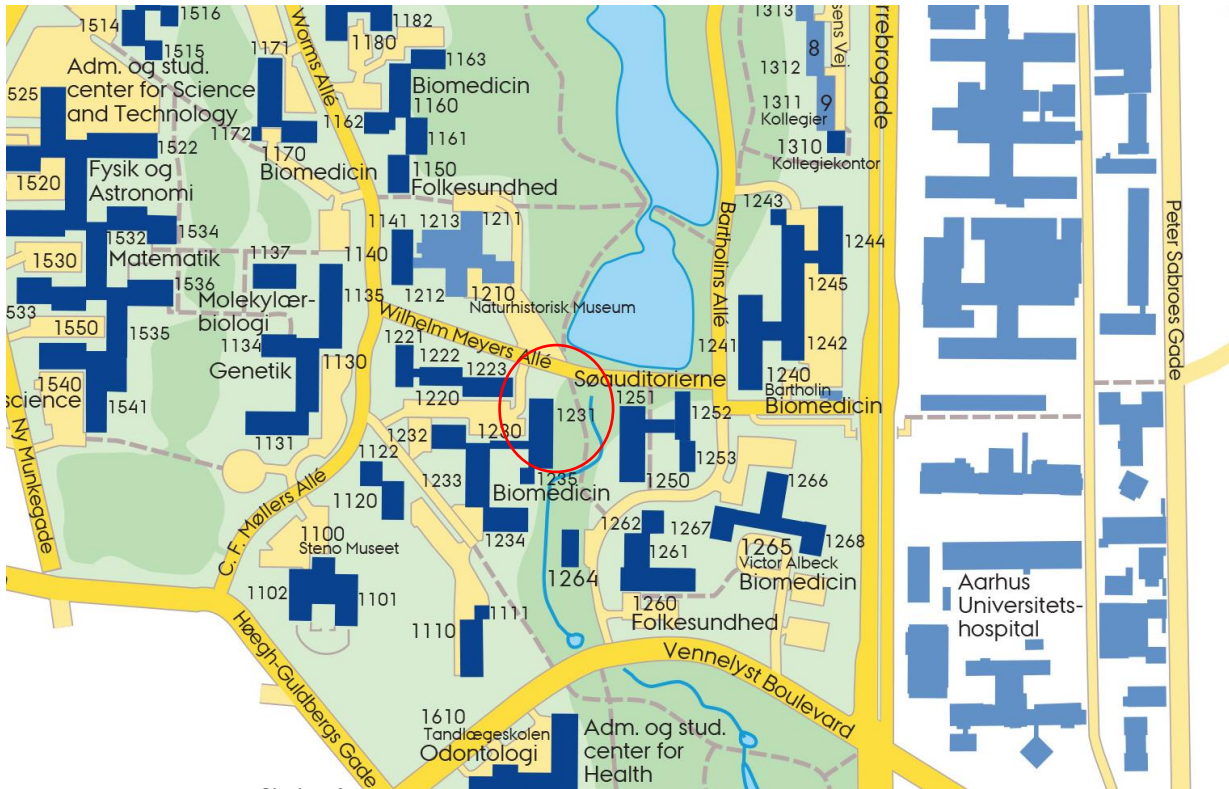 1514
1516
1515
1182
1180
1171
Worms Allé
1163
Biomedicin
1160
1162
1161
1150
Folkesundhed
1172
1170
Biomedicin
Adm. og stud.
center for Science
and Technology
525
1522
1520
Fysik og
Astronomi
1532
1534
Matematik
1530
1536
533
1550
1535
1540
science
1541
Ny Munkegade
1137
Molekylær-
biologi
1134
Genetik
1135
1130
1131
1141
1140
1213
1211
1212
1210
Naturhistorisk Museum
Wilhelm Meyers Allé
1221
1222
1223
1220
1232
1230
1231
1233
1235
Biomedicin
1234
1122
1120
C. F. Møllers Allé
1100
Steno Museet
1102
1101
1111
1110
Høegh-Guldbergs Gade
1313
8
1312
sens Vej
1311
Kollegier
9
1310
Kollegiekontor
rrebrogade
Bartholins Allé
1243
1244
1245
1241
1242
1240
Bartholin
Biomedicin
Søauditorierne
1251
1252
1253
1250
1266
1262
1267
1268
1261
1265
Victor Albeck
Biomedicin
1264
1260
Folkesundhed
Vennelyst Boulevard
1610
Tandlægeskolen
Odontologi
Adm. og stud.
center for
Health
Aarhus
Universitets-
hospital
Peter Sabroes Gade